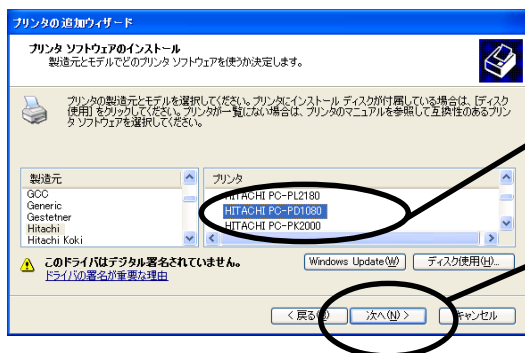 プリンタの追加ウィザード
プリンタ ソフトウェアのインストール
製造元とモデルでどのプリンタ ソフトウェアを使うか決定します。
プリンタの製造元とモデルを選択してください。プリンタにインストール ディスクが付属している場合は、[ディスク
使用] をクリックしてください。プリンタが一覧にない場合は、プリンタのマニュアルを参照して互換性のあるプリン
タ ソフトウェアを選択してください。
製造元
GCC
Generic
Gestetner
Hitachi
Hitachi Koki
プリンタ
HITACHI PC-PL2180
HITACHI PC-PD1080
HITACHI PC-PK2000
このドライバはデジタル署名されていません。
ドライバの署名が重要な理由
Windows Update(W)
ディスク使用(H)...
< 戻る
次へ(N) >
キャンセル